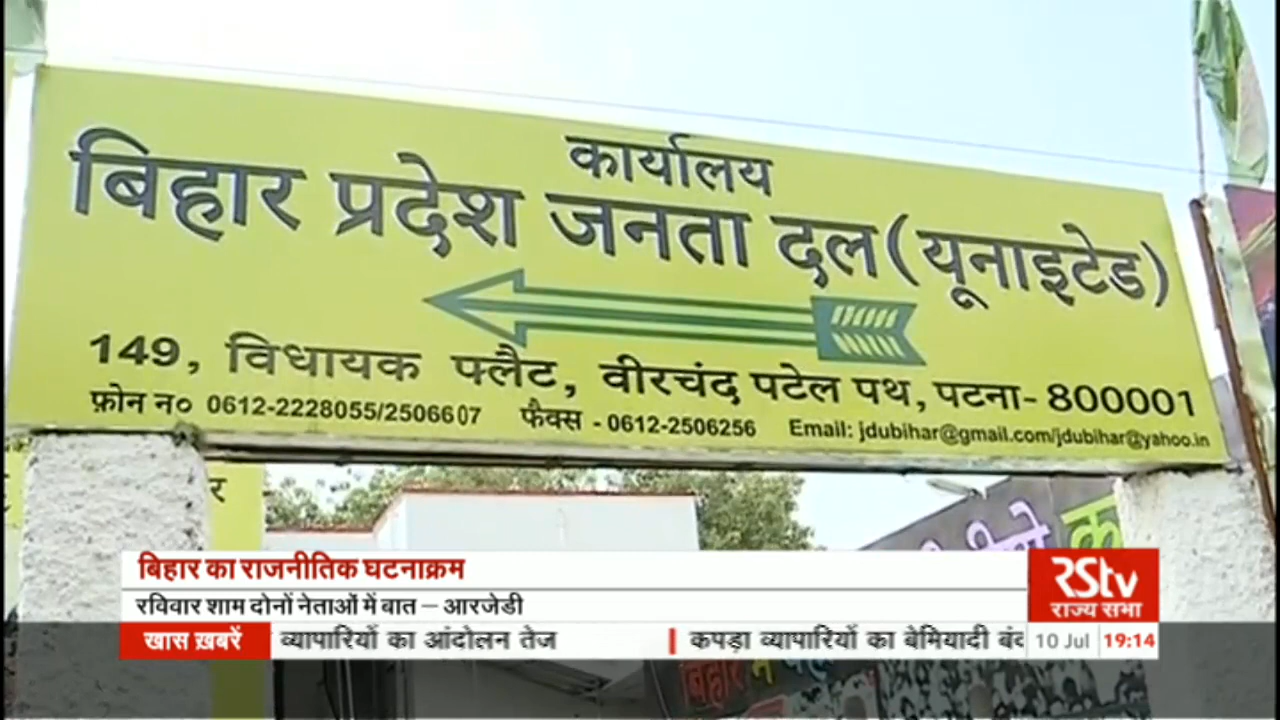 कार्यालय
बिहार प्रदेश जनता दल (यूनाइटेड)
149, विधायक फ्लैट, वीरचंद पटेल पथ, पटना- 800001
फ़ोन न० 0612-2228055/2506607 फैक्स - 0612-2506256 Email: jdubihar@gmail.com/jdubihar@yahoo.in
र
बिहार का राजनीतिक घटनाक्रम
रविवार शाम दोनों नेताओं में बात – आरजेडी
RStv
राज्य सभा
खास ख़बरें व्यापारियों का आंदोलन तेज | कपड़ा व्यापारियों का बेमियादी बंद 10 Jul 19:14
बिहार